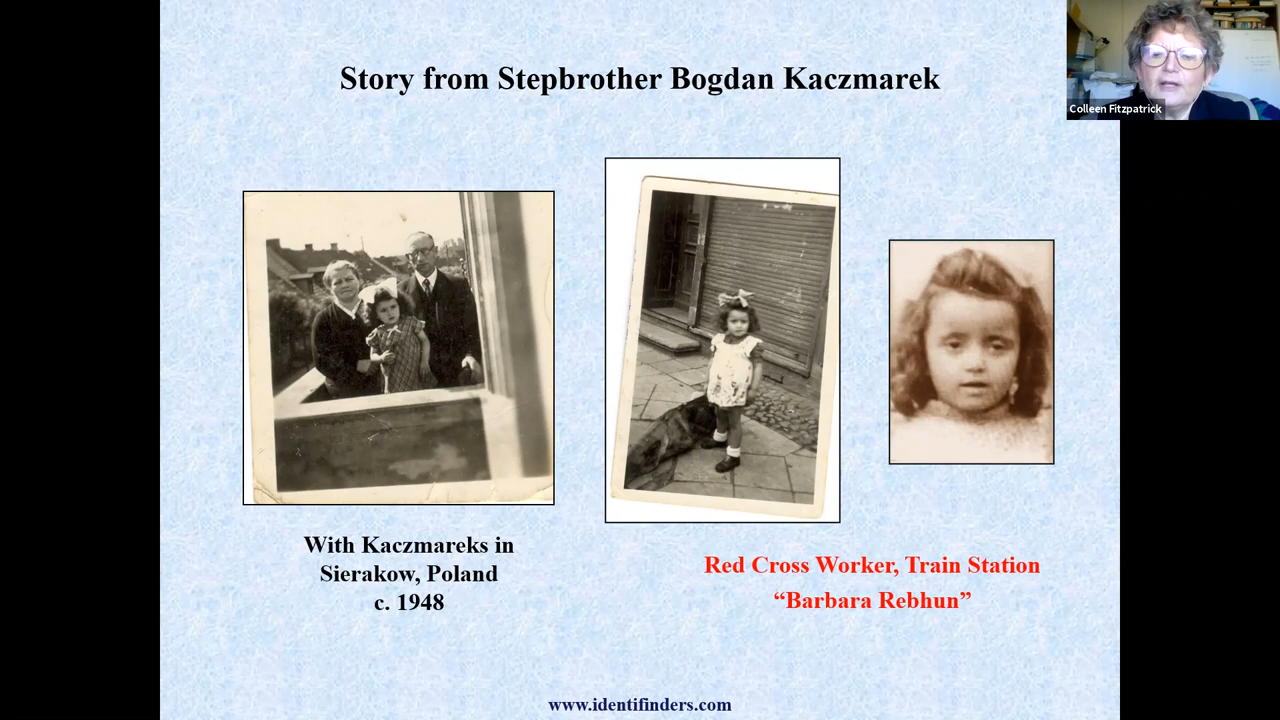 Story from Stepbrother Bogdan Kaczmarek
Colleen Fitzpatrick
With Kaczmareks in
Sierakow, Poland
c. 1948
Red Cross Worker, Train Station
“Barbara Rebhun”
www.identifinders.com